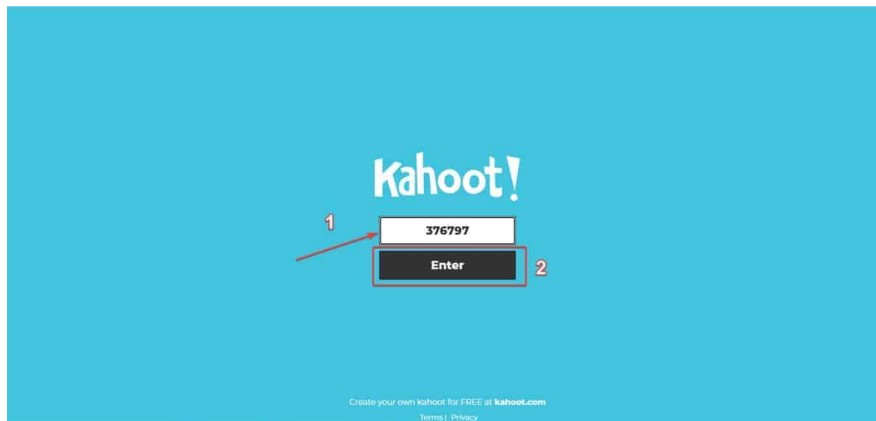 Kahoot!
1
376797
Enter
2
Create your own kahoot for FREE at kahoot.com
Terms | Privacy